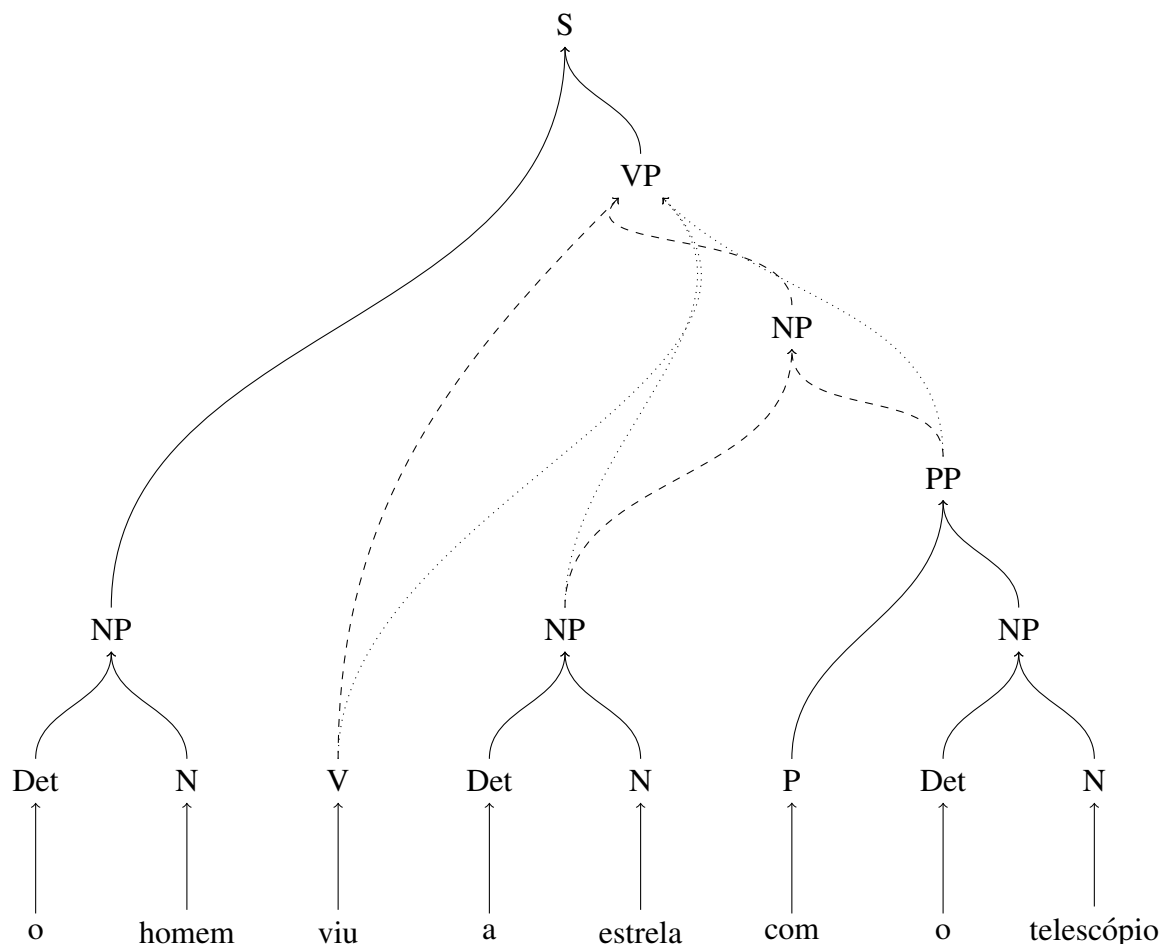 S
VP
NP
PP
NP NP NP
Det N V Det N P Det N
o homem viu a estrela com o telescópio